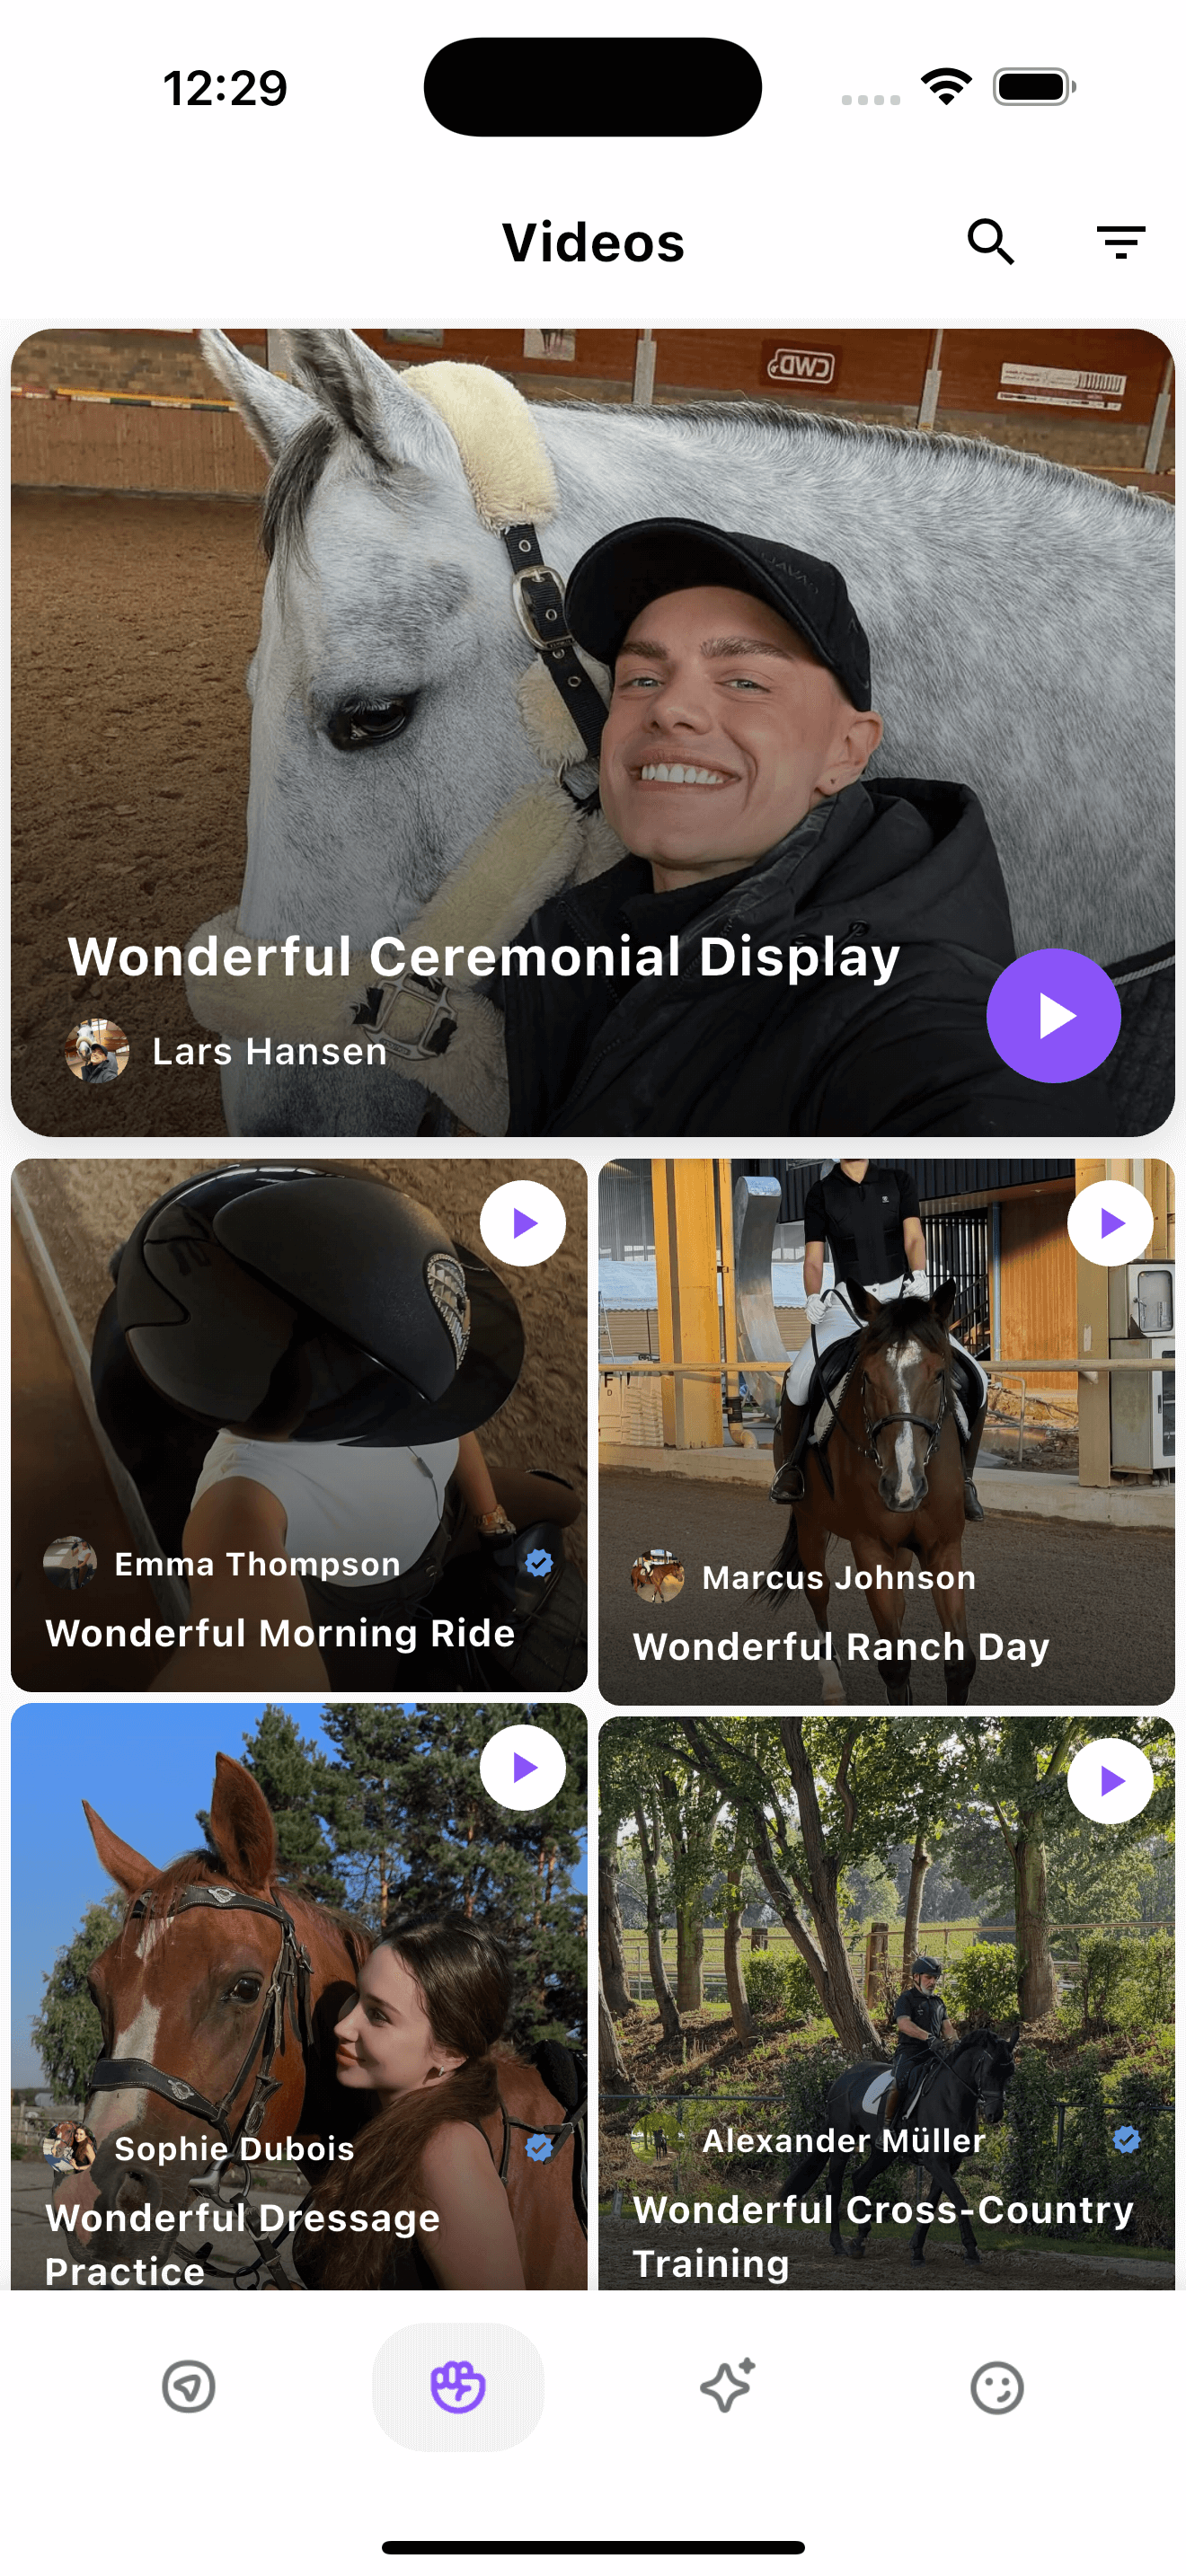 12:29
Videos
CWD
Wonderful Ceremonial Display
Lars Hansen
Emma Thompson
Wonderful Morning Ride
Marcus Johnson
Wonderful Ranch Day
F
D
Sophie Dubois
Wonderful Dressage
Practice
Alexander Müller
Wonderful Cross-Country
Training